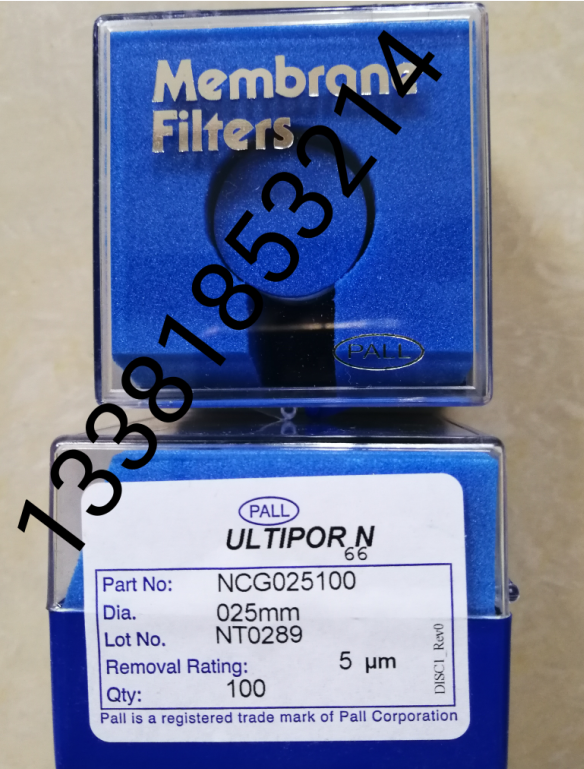 Membrane
Filters
PALL
13381853214
PALL
ULTIPOR N
66
Part No: NCG025100
Dia. 025mm
Lot No. NT0289
Removal Rating: 5 µm
Qty: 100
DISC1_Rev0
Pall is a registered trade mark of Pall Corporation